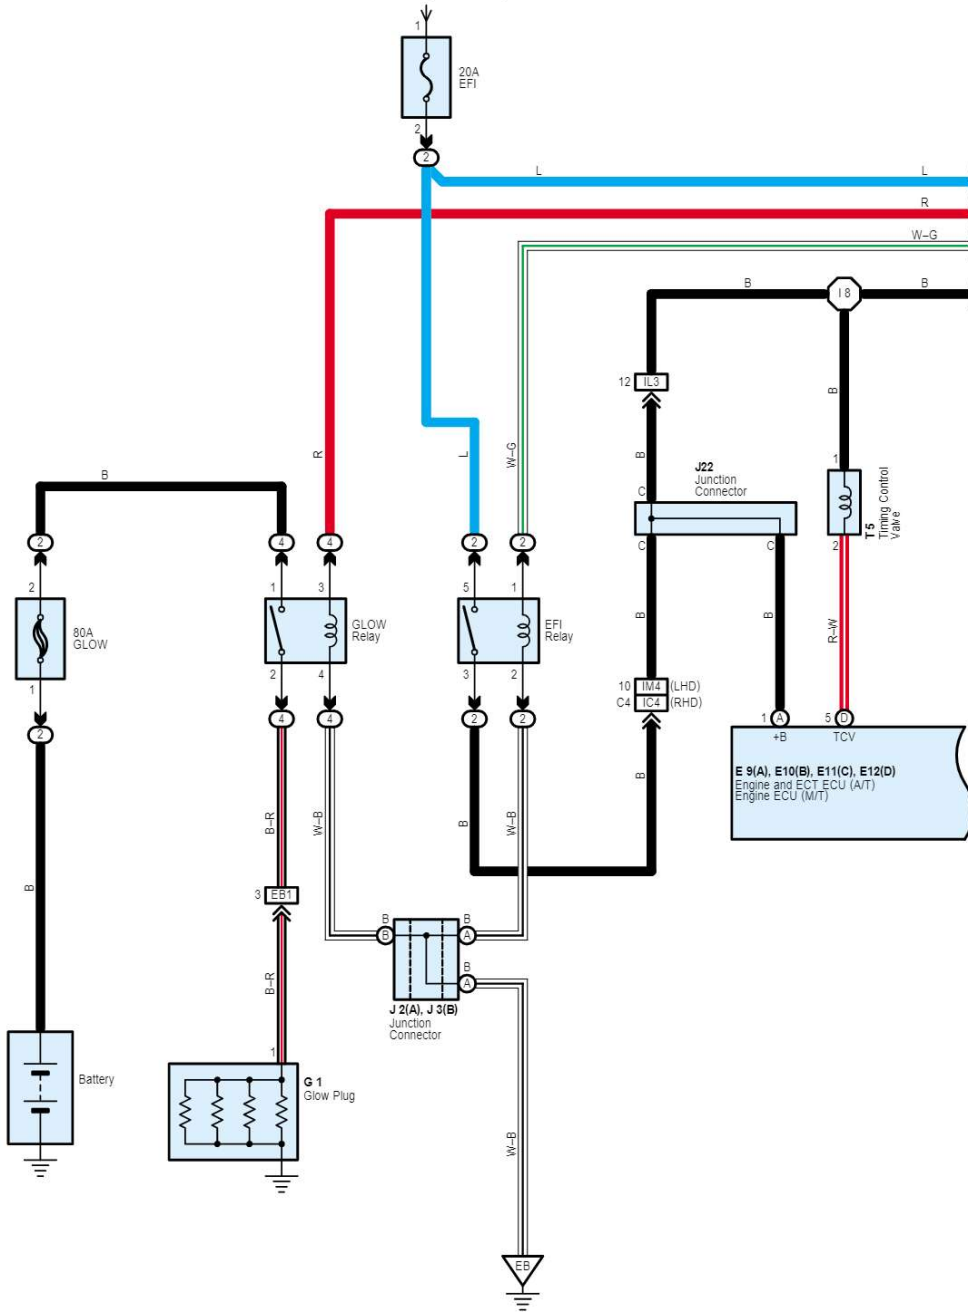 1
20A
EFI
2
2
L
L
R
W–G
B
I 8
B
12
IL3
B
R
L
W–G
B
B
C
J22
Junction
Connector
1
T 5
Timing Control
Valve
2
C
C
2
4
4
2
2
2
1
3
5
1
80A
GLOW
GLOW
Relay
EFI
Relay
B
B
R–W
1
2
4
3
2
10
IM4
(LHD)
C4
IC4
(RHD)
2
4
4
2
2
1
A
5
D
+B
TCV
E 9(A), E10(B), E11(C), E12(D)
Engine and ECT ECU (A/T)
Engine ECU (M/T)
B
B–R
W–B
B
W–B
B
3
EB1
B
B
B
A
B
A
B–R
J 2(A), J 3(B)
Junction
Connector
1
Battery
G 1
Glow Plug
W–B
EB